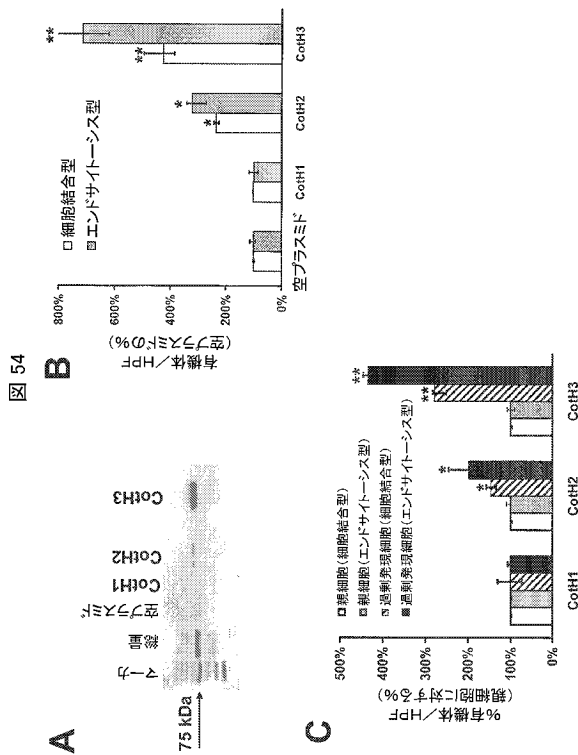 図 54
A
マーカ
総量
空プラスミド
CotH1
CotH2
CotH3
75 kDa
B
有機体/HPF
(空プラスミドの%)
800%
600%
400%
200%
0%
□ 細胞結合型
エンドサイトーシス型
**
**
*
*
空プラスミド
CotH1
CotH2
CotH3
C
%有機体/HPF
(親細胞に対する%)
500%
400%
300%
200%
100%
0%
親細胞(細胞結合型)
親細胞(エンドサイトーシス型)
過剰発現細胞(細胞結合型)
過剰発現細胞(エンドサイトーシス型)
*
*
**
**
CotH1
CotH2
CotH3